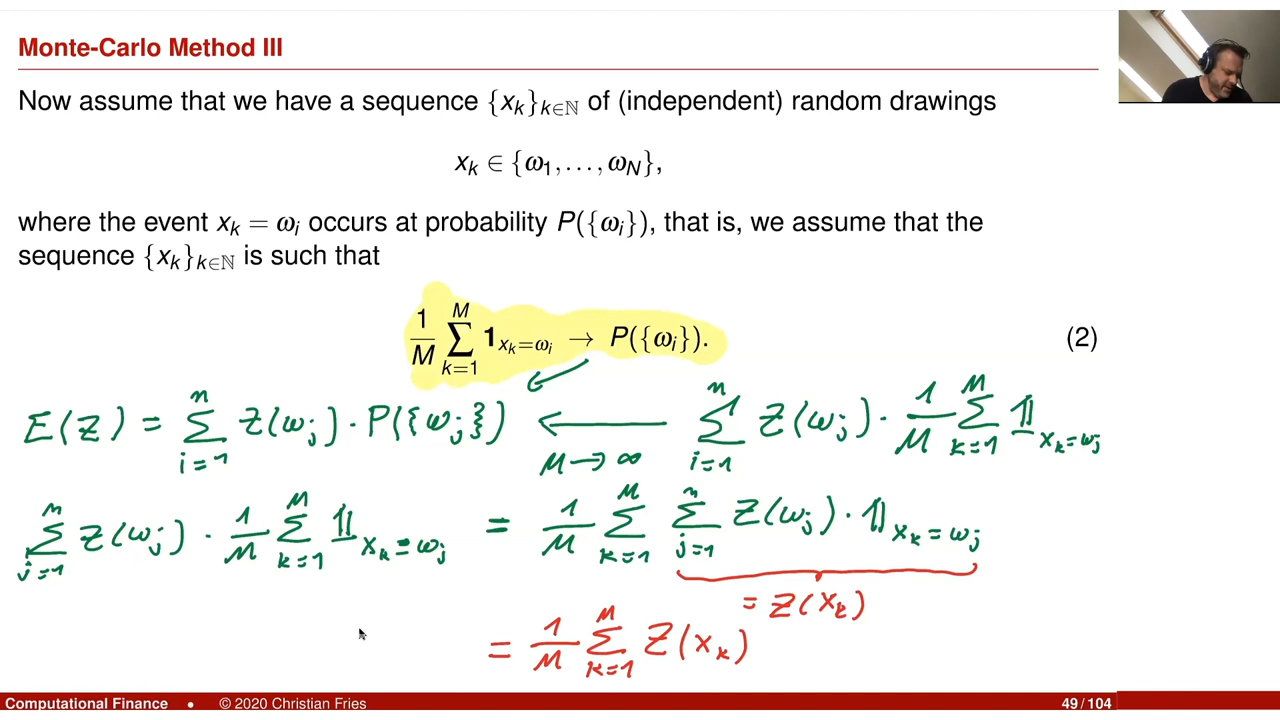 Monte-Carlo Method III
Now assume that we have a sequence {x_k}_{k∈ℕ} of (independent) random drawings
x_k ∈ {ω_1, …, ω_N},
where the event x_k = ω_i occurs at probability P({ω_i}), that is, we assume that the
sequence {x_k}_{k∈ℕ} is such that
1/M ∑_{k=1}^{M} 𝟏_{x_k=ω_i} → P({ω_i}). (2)
E(Z) = ∑_{i=1}^{n} Z(ω_j) · P({ω_j}) ⟵ M→∞ ∑_{i=1}^{n} Z(ω_j) · 1/M ∑_{k=1}^{M} 𝟙_{x_k=ω_j}
∑_{j=1}^{n} Z(ω_j) · 1/M ∑_{k=1}^{M} 𝟙_{x_k=ω_j} = 1/M ∑_{k=1}^{M} ∑_{j=1}^{n} Z(ω_j) · 𝟙_{x_k=ω_j}
= Z(x_k)
= 1/M ∑_{k=1}^{M} Z(x_k)
Computational Finance • © 2020 Christian Fries 49 / 104